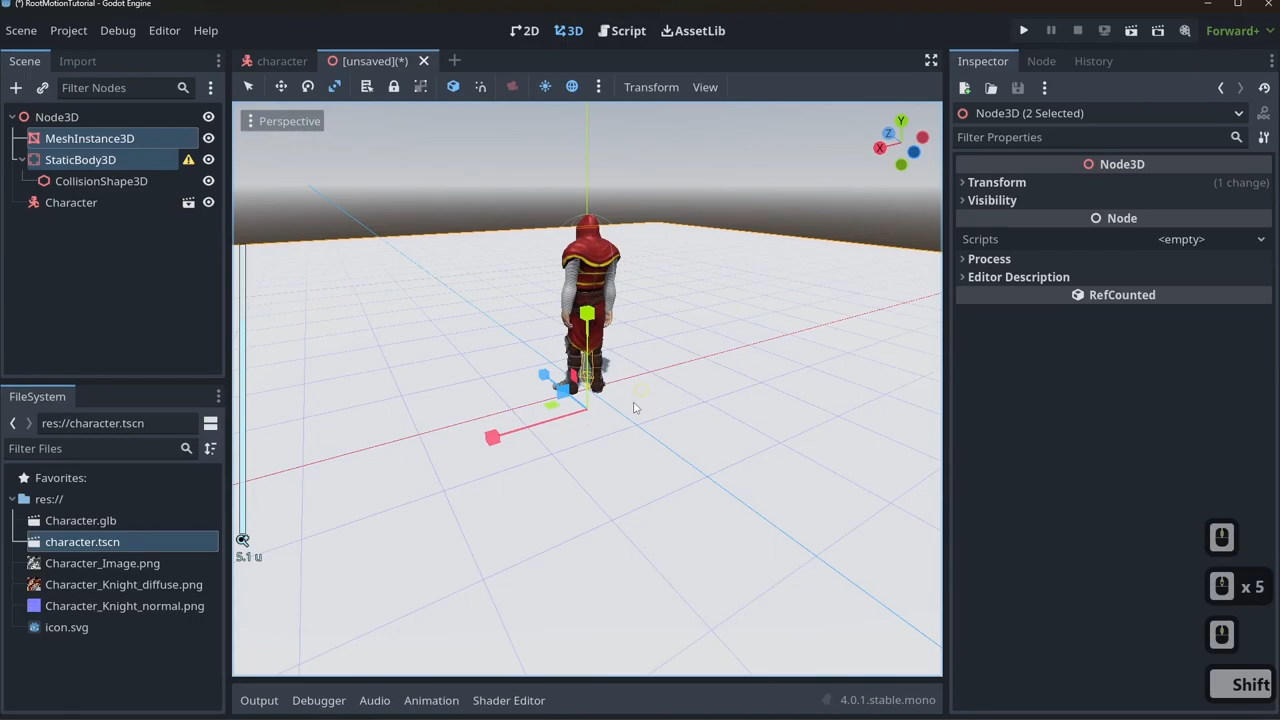 (*) RootMotionTutorial - Godot Engine
Scene Project Debug Editor Help
2D 3D Script AssetLib
Forward+
Scene Import
character [unsaved](*)
Inspector Node History
Filter Nodes
Transform View
Node3D
MeshInstance3D
StaticBody3D
CollisionShape3D
Character
Perspective
Y
Z
X
5.1 u
Node3D (2 Selected)
Filter Properties
Node3D
Transform (1 change)
Visibility
Node
Scripts <empty>
Process
Editor Description
RefCounted
FileSystem
res://character.tscn
Filter Files
Favorites:
res://
Character.glb
character.tscn
Character_Image.png
Character_Knight_diffuse.png
Character_Knight_normal.png
icon.svg
x 5
Shift
Output Debugger Audio Animation Shader Editor
4.0.1.stable.mono